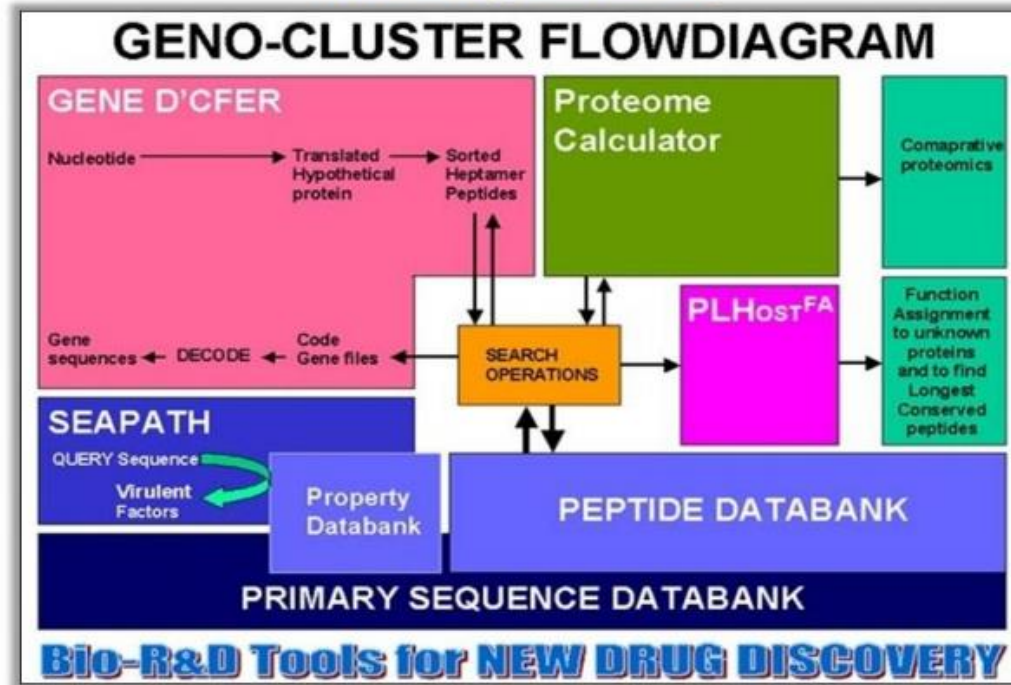 GENO-CLUSTER FLOWDIAGRAM
GENE D'CFER
Nucleotide
Translated
Hypothetical
protein
Sorted
Heptamer
Peptides
Gene
sequences
DECODE
Code
Gene files
Proteome
Calculator
Comaprative
proteomics
SEARCH
OPERATIONS
PLHOST FA
Function
Assignment
to unknown
proteins
and to find
Longest
Conserved
peptides
SEAPATH
QUERY Sequence
Virulent
Factors
Property
Databank
PEPTIDE DATABANK
PRIMARY SEQUENCE DATABANK
Bio-R&D Tools for NEW DRUG DISCOVERY